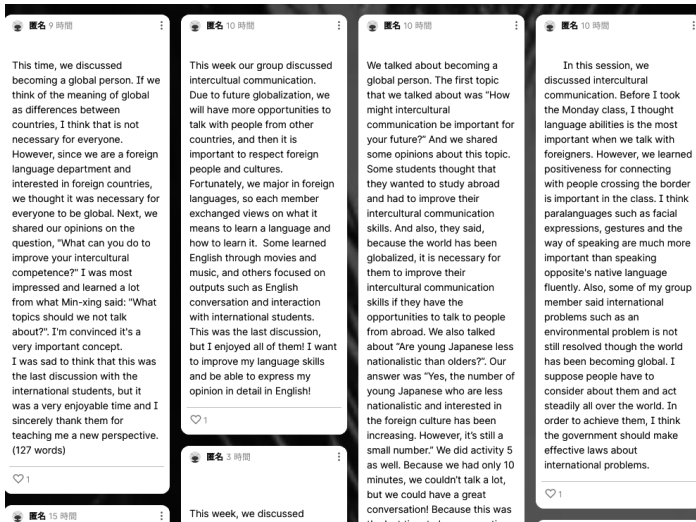 匿名 9 時間
This time, we discussed
becoming a global person. If we
think of the meaning of global
as differences between
countries, I think that is not
necessary for everyone.
However, since we are a foreign
language department and
interested in foreign countries,
we thought it was necessary for
everyone to be global. Next, we
shared our opinions on the
question, "What can you do to
improve your intercultural
competence?" I was most
impressed and learned a lot
from what Min-xing said: "What
topics should we not talk
about?". I'm convinced it's a
very important concept.
I was sad to think that this was
the last discussion with the
international students, but it
was a very enjoyable time and I
sincerely thank them for
teaching me a new perspective.
(127 words)
1
匿名 15 時間
匿名 10 時間
This week our group discussed
intercultual communication.
Due to future globalization, we
will have more opportunities to
talk with people from other
countries, and then it is
important to respect foreign
people and cultures.
Fortunately, we major in foreign
languages, so each member
exchanged views on what it
means to learn a language and
how to learn it.  Some learned
English through movies and
music, and others focused on
outputs such as English
conversation and interaction
with international students.
This was the last discussion,
but I enjoyed all of them! I want
to improve my language skills
and be able to express my
opinion in detail in English!
1
匿名 3 時間
This week, we discussed
匿名 10 時間
We talked about becoming a
global person. The first topic
that we talked about was "How
might intercultural
communication be important for
your future?" And we shared
some opinions about this topic.
Some students thought that
they wanted to study abroad
and had to improve their
intercultural communication
skills. And also, they said,
because the world has been
globalized, it is necessary for
them to improve their
intercultural communication
skills if they have the
opportunities to talk to people
from abroad. We also talked
about "Are young Japanese less
nationalistic than olders?". Our
answer was "Yes, the number of
young Japanese who are less
nationalistic and interested in
the foreign culture has been
increasing. However, it's still a
small number." We did activity 5
as well. Because we had only 10
minutes, we couldn't talk a lot,
but we could have a great
conversation! Because this was
匿名 10 時間
In this session, we
discussed intercultural
communication. Before I took
the Monday class, I thought
language abilities is the most
important when we talk with
foreigners. However, we learned
positiveness for connecting
with people crossing the border
is important in the class. I think
paralanguages such as facial
expressions, gestures and the
way of speaking are much more
important than speaking
opposite's native language
fluently. Also, some of my group
member said international
problems such as an
environmental problem is not
still resolved though the world
has been becoming global. I
suppose people have to
consider about them and act
steadily all over the world. In
order to achieve them, I think
the government should make
effective laws about
international problems.
1